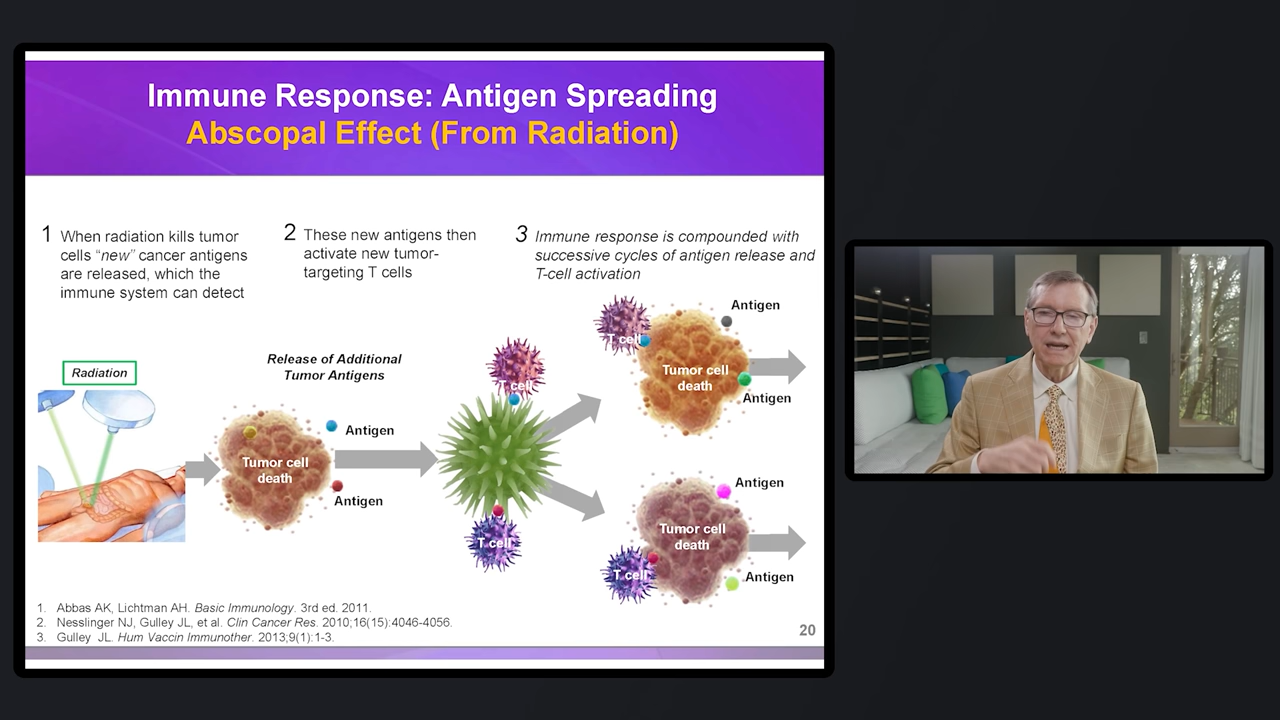 Immune Response: Antigen Spreading
Abscopal Effect (From Radiation)
1 When radiation kills tumor
cells “new” cancer antigens
are released, which the
immune system can detect
2 These new antigens then
activate new tumor-
targeting T cells
3 Immune response is compounded with
successive cycles of antigen release and
T-cell activation
Radiation
Release of Additional
Tumor Antigens
Tumor cell
death
Antigen
Antigen
T cell
T cell
T cell
Tumor cell
death
Antigen
Antigen
T cell
Tumor cell
death
Antigen
Antigen
1. Abbas AK, Lichtman AH. Basic Immunology. 3rd ed. 2011.
2. Nesslinger NJ, Gulley JL, et al. Clin Cancer Res. 2010;16(15):4046-4056.
3. Gulley JL. Hum Vaccin Immunother. 2013;9(1):1-3.
20